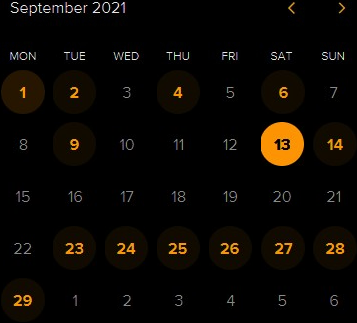 September 2021
MON TUE WED THU FRI SAT SUN
1 2 3 4 5 6 7
8 9 10 11 12 13 14
15 16 17 18 19 20 21
22 23 24 25 26 27 28
29 1 2 3 4 5 6